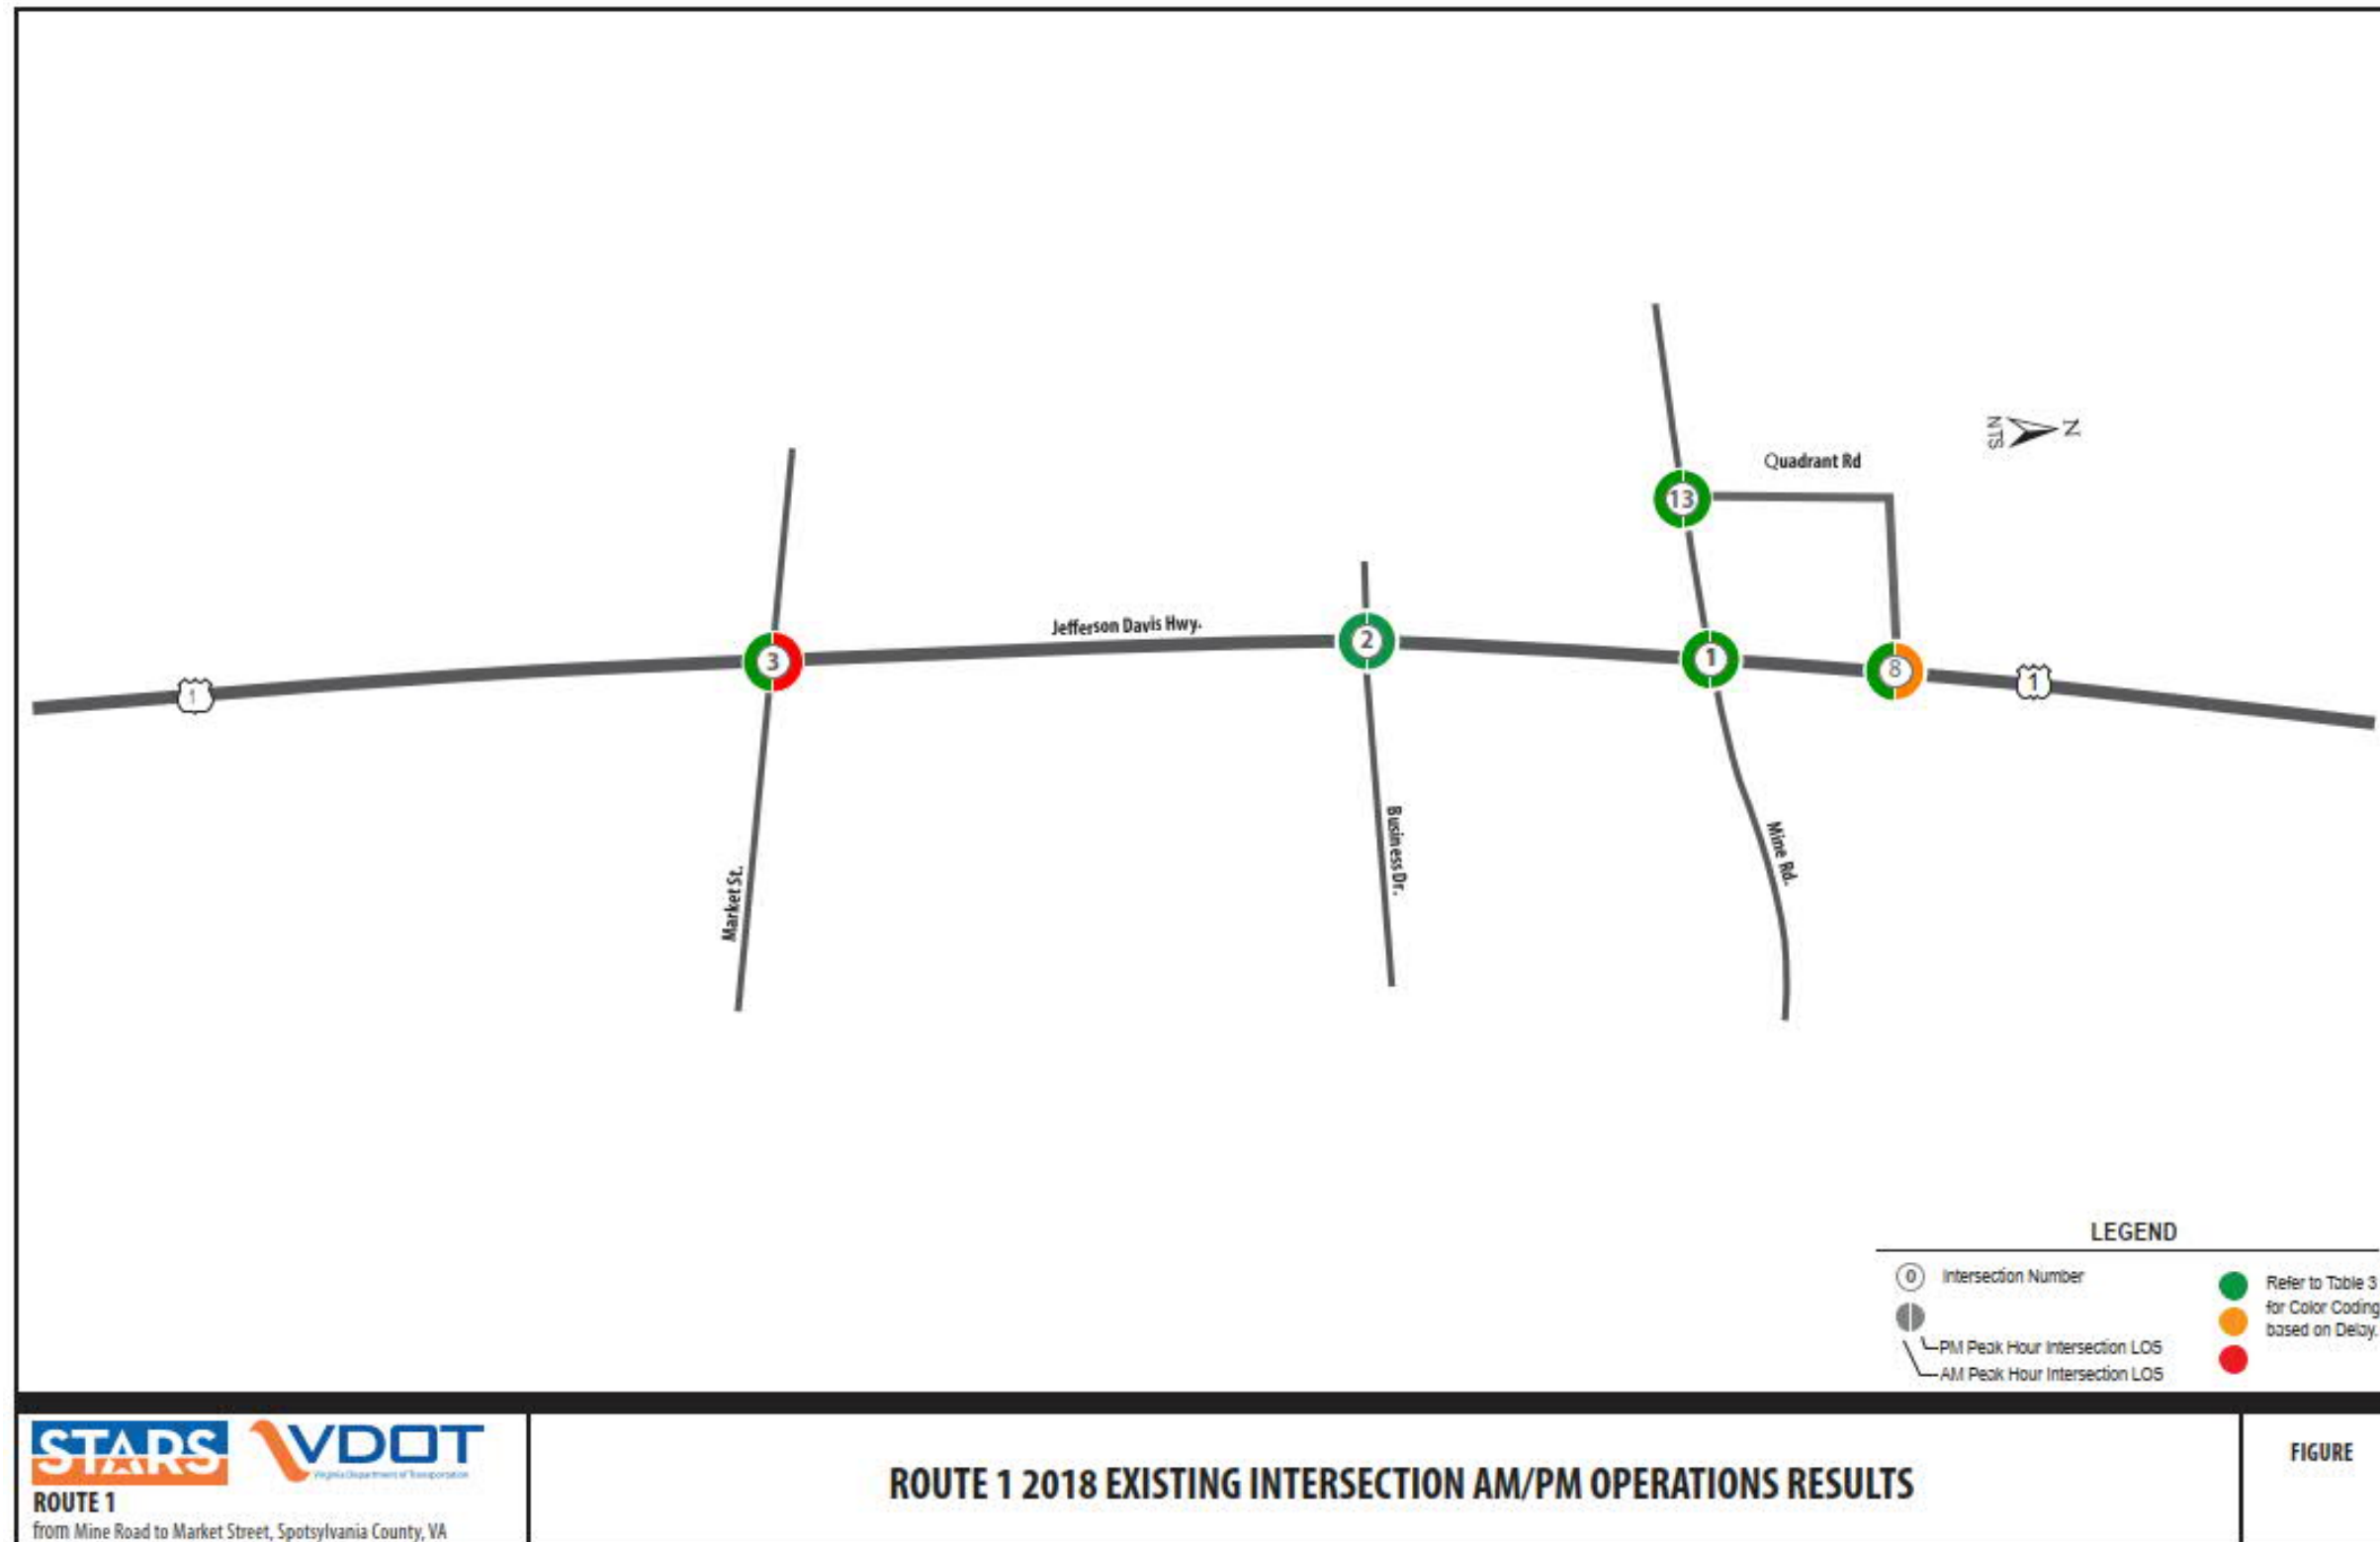 Quadrant Rd
N
NTS
13
Jefferson Davis Hwy.
3
2
1
8
1
1
Market St.
Business Dr.
Mine Rd.
LEGEND
0 Intersection Number
PM Peak Hour Intersection LOS
AM Peak Hour Intersection LOS
Refer to Table 3
for Color Coding
based on Delay.
STARS
VDOT
Virginia Department of Transportation
ROUTE 1
from Mine Road to Market Street, Spotsylvania County, VA
ROUTE 1 2018 EXISTING INTERSECTION AM/PM OPERATIONS RESULTS
FIGURE